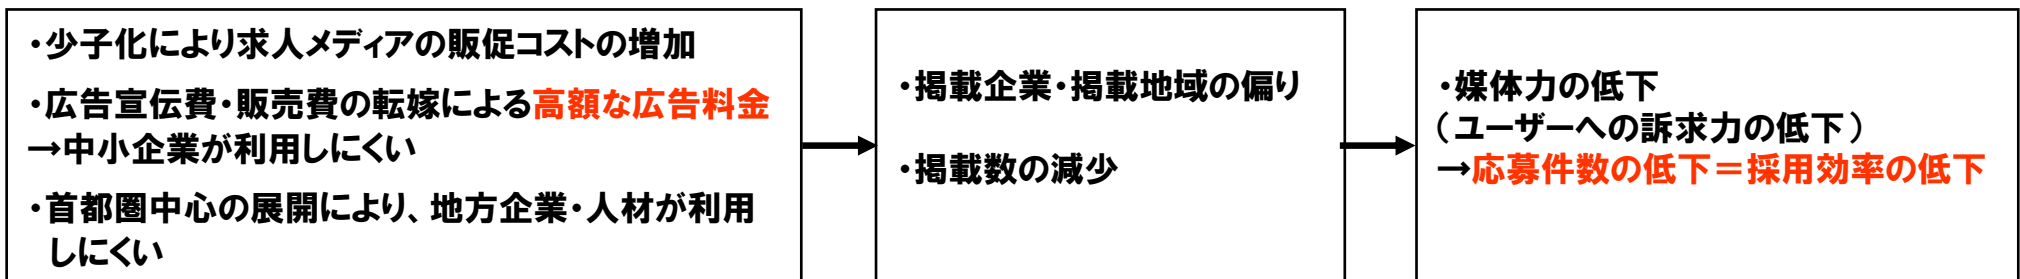 ・少子化により求人メディアの販促コストの増加
・広告宣伝費・販売費の転嫁による高額な広告料金
→中小企業が利用しにくい
・首都圏中心の展開により、地方企業・人材が利用
しにくい
・掲載企業・掲載地域の偏り
・掲載数の減少
・媒体力の低下
（ユーザーへの訴求力の低下）
→応募件数の低下＝採用効率の低下